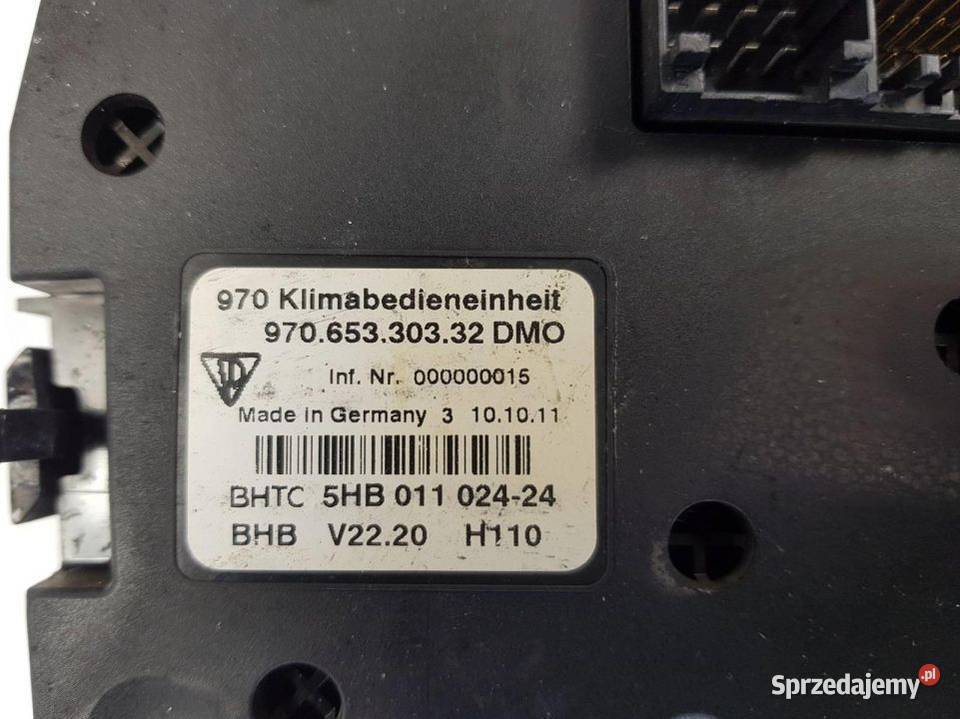 970 Klimabedieneinheit
970.653.303.32 DMO
Inf. Nr. 000000015
Made in Germany 3 10.10.11
BHTC 5HB 011 024-24
BHB V22.20 H110
Sprzedajemy.pl